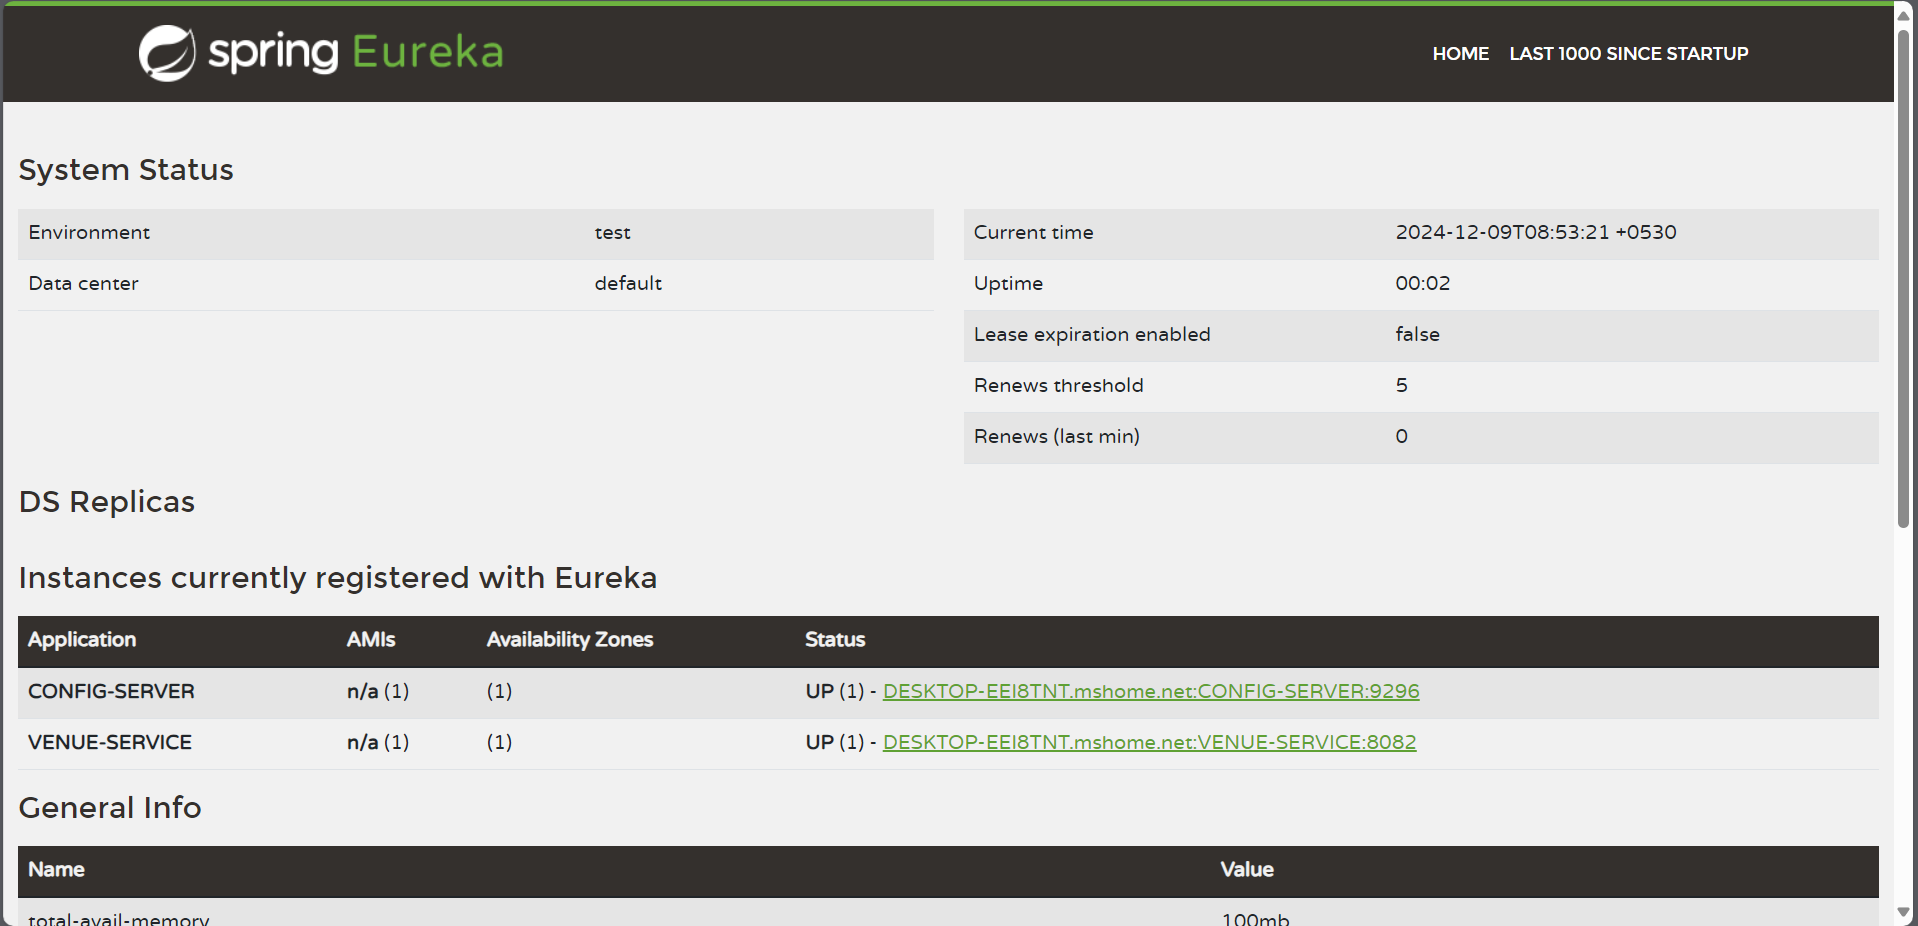 spring Eureka
HOME LAST 1000 SINCE STARTUP
System Status
Environment test
Data center default
Current time 2024-12-09T08:53:21 +0530
Uptime 00:02
Lease expiration enabled false
Renews threshold 5
Renews (last min) 0
DS Replicas
Instances currently registered with Eureka
Application AMIs Availability Zones Status
CONFIG-SERVER n/a (1) (1) UP (1) - DESKTOP-EEI8TNT.mshome.net:CONFIG-SERVER:9296
VENUE-SERVICE n/a (1) (1) UP (1) - DESKTOP-EEI8TNT.mshome.net:VENUE-SERVICE:8082
General Info
Name Value
total-avail-memory 100mb